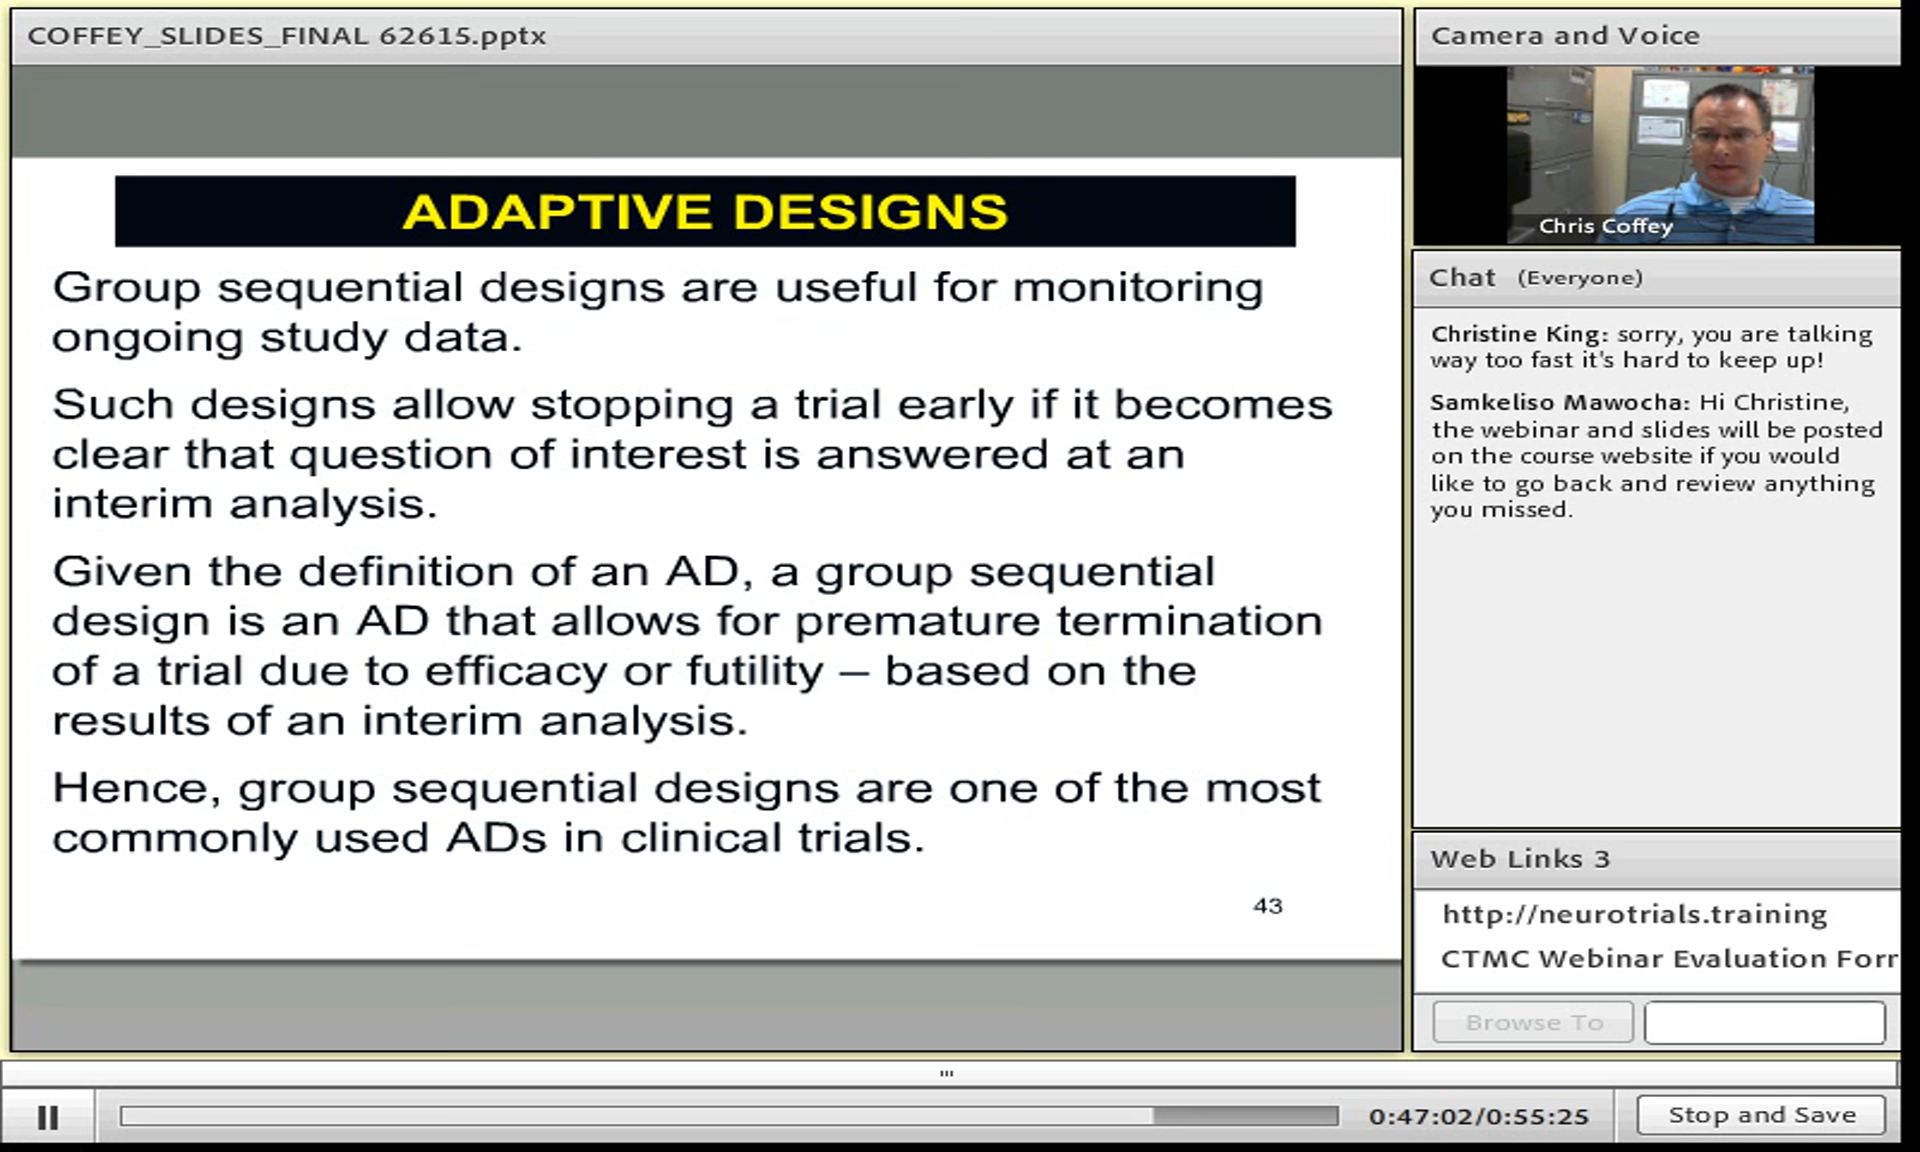 COFFEY_SLIDES_FINAL 62615.pptx
ADAPTIVE DESIGNS
Group sequential designs are useful for monitoring
ongoing study data.
Such designs allow stopping a trial early if it becomes
clear that question of interest is answered at an
interim analysis.
Given the definition of an AD, a group sequential
design is an AD that allows for premature termination
of a trial due to efficacy or futility – based on the
results of an interim analysis.
Hence, group sequential designs are one of the most
commonly used ADs in clinical trials.
43
Camera and Voice
Chris Coffey
Chat (Everyone)
Christine King: sorry, you are talking
way too fast it's hard to keep up!
Samkeliso Mawocha: Hi Christine,
the webinar and slides will be posted
on the course website if you would
like to go back and review anything
you missed.
Web Links 3
http://neurotrials.training
CTMC Webinar Evaluation Forr
Browse To
0:47:02/0:55:25
Stop and Save